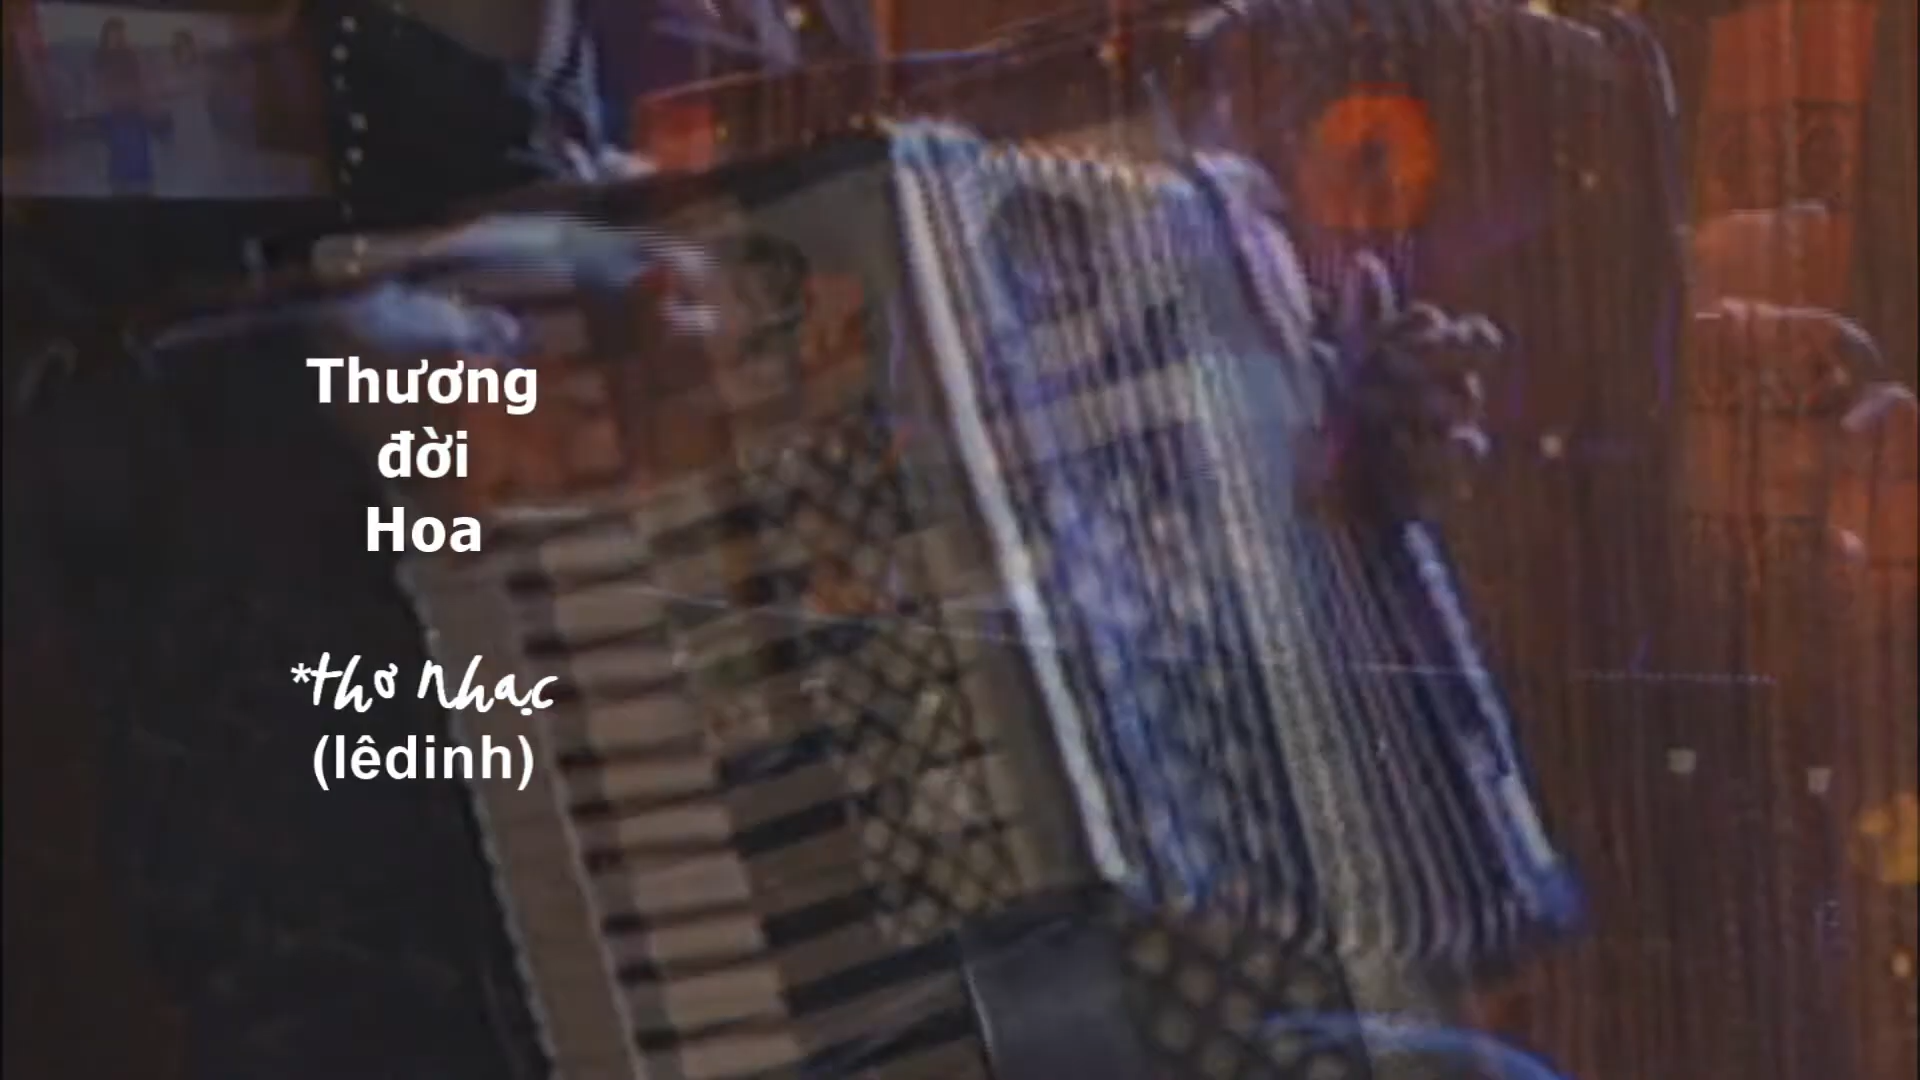 Thương
đời
Hoa
*thơ Nhạc
(lêdinh)